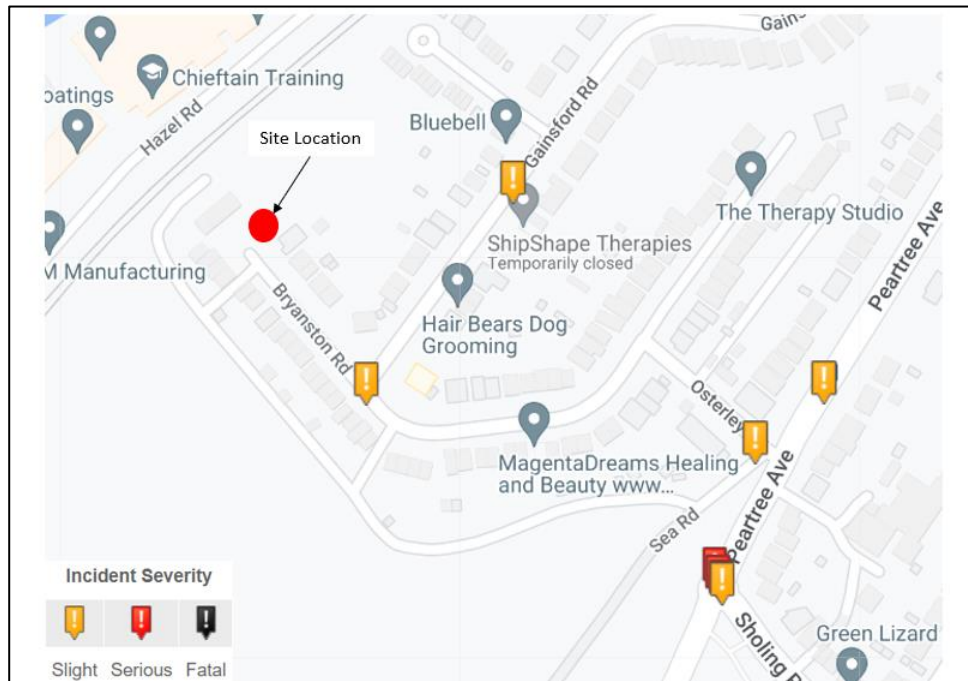 Gains
Chieftain Training
oatings
Hazel Rd
Bluebell
Gainsford Rd
Site Location
The Therapy Studio
ShipShape Therapies
Temporarily closed
M Manufacturing
Peartree Ave
Bryanston Rd
Hair Bears Dog
Grooming
Osterley
MagentaDreams Healing
and Beauty www...
Peartree Ave
Sea Rd
Incident Severity
Sholing
Green Lizard
Slight Serious Fatal